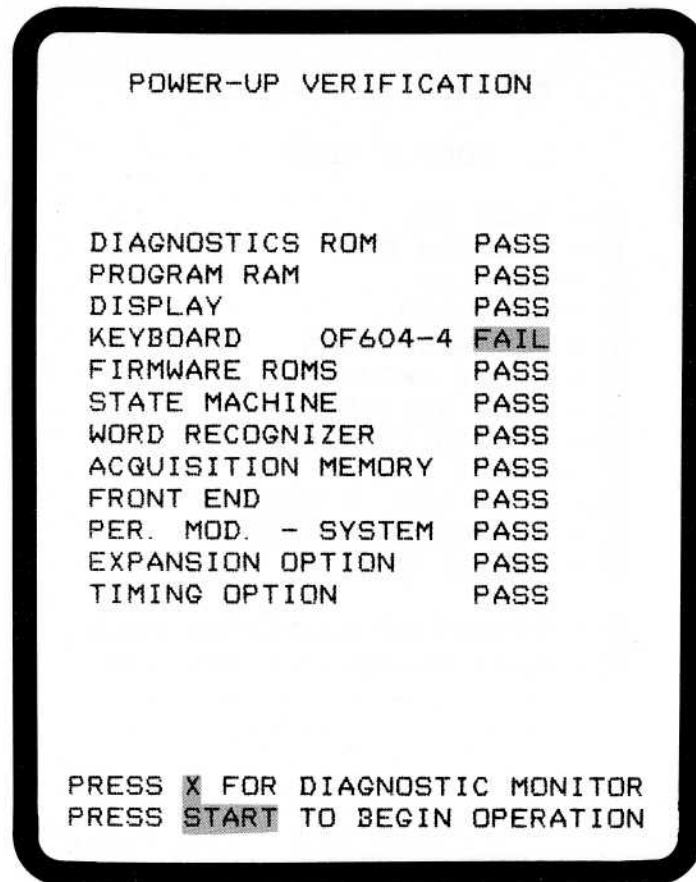 POWER-UP VERIFICATION
DIAGNOSTICS ROM PASS
PROGRAM RAM PASS
DISPLAY PASS
KEYBOARD 0F604-4 FAIL
FIRMWARE ROMS PASS
STATE MACHINE PASS
WORD RECOGNIZER PASS
ACQUISITION MEMORY PASS
FRONT END PASS
PER. MOD. - SYSTEM PASS
EXPANSION OPTION PASS
TIMING OPTION PASS
PRESS X FOR DIAGNOSTIC MONITOR
PRESS START TO BEGIN OPERATION